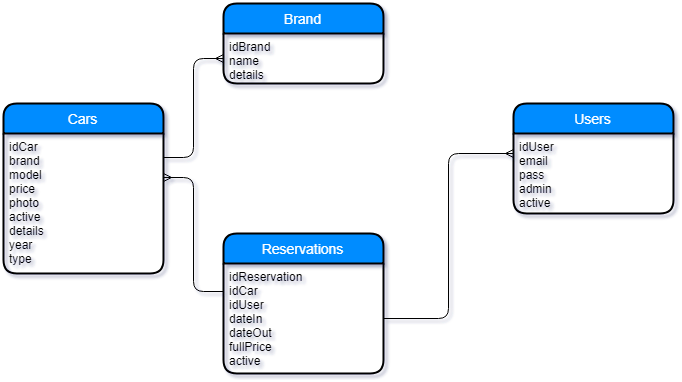 Brand
idBrand
name
details
Cars
idCar
brand
model
price
photo
active
details
year
type
Users
idUser
email
pass
admin
active
Reservations
idReservation
idCar
idUser
dateIn
dateOut
fullPrice
active